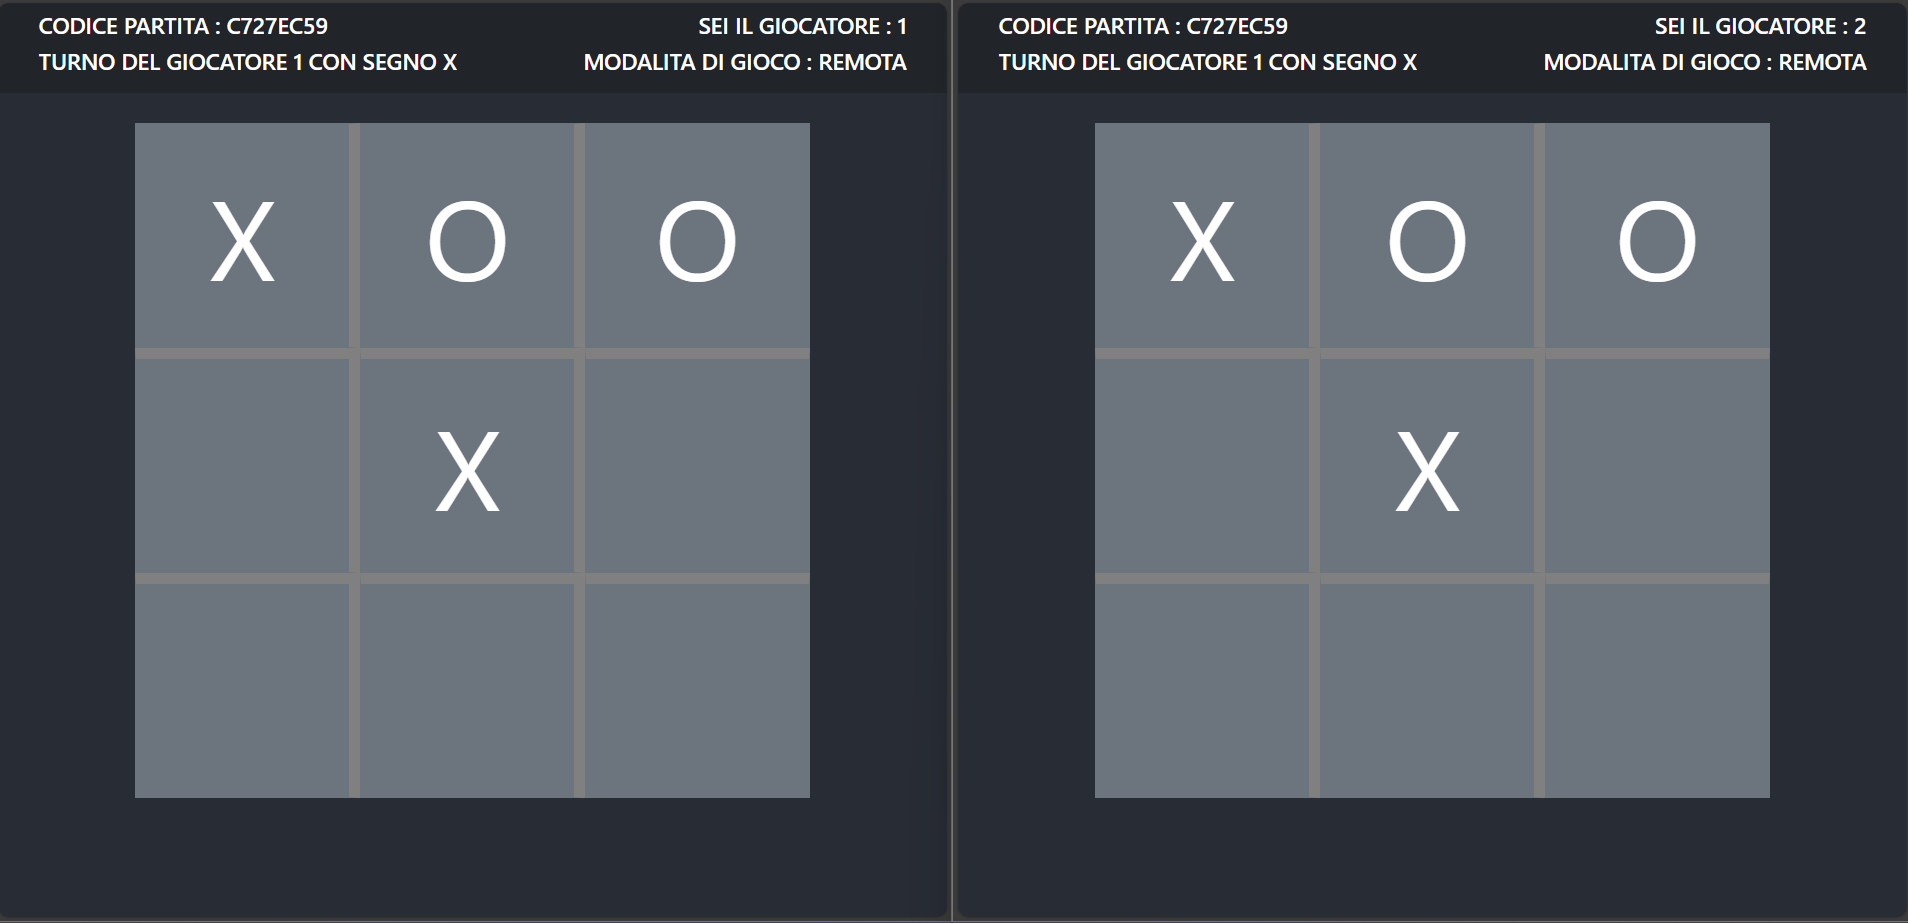 CODICE PARTITA : C727EC59
SEI IL GIOCATORE : 1
TURNO DEL GIOCATORE 1 CON SEGNO X
MODALITA DI GIOCO : REMOTA
X O O
X
CODICE PARTITA : C727EC59
SEI IL GIOCATORE : 2
TURNO DEL GIOCATORE 1 CON SEGNO X
MODALITA DI GIOCO : REMOTA
X O O
X